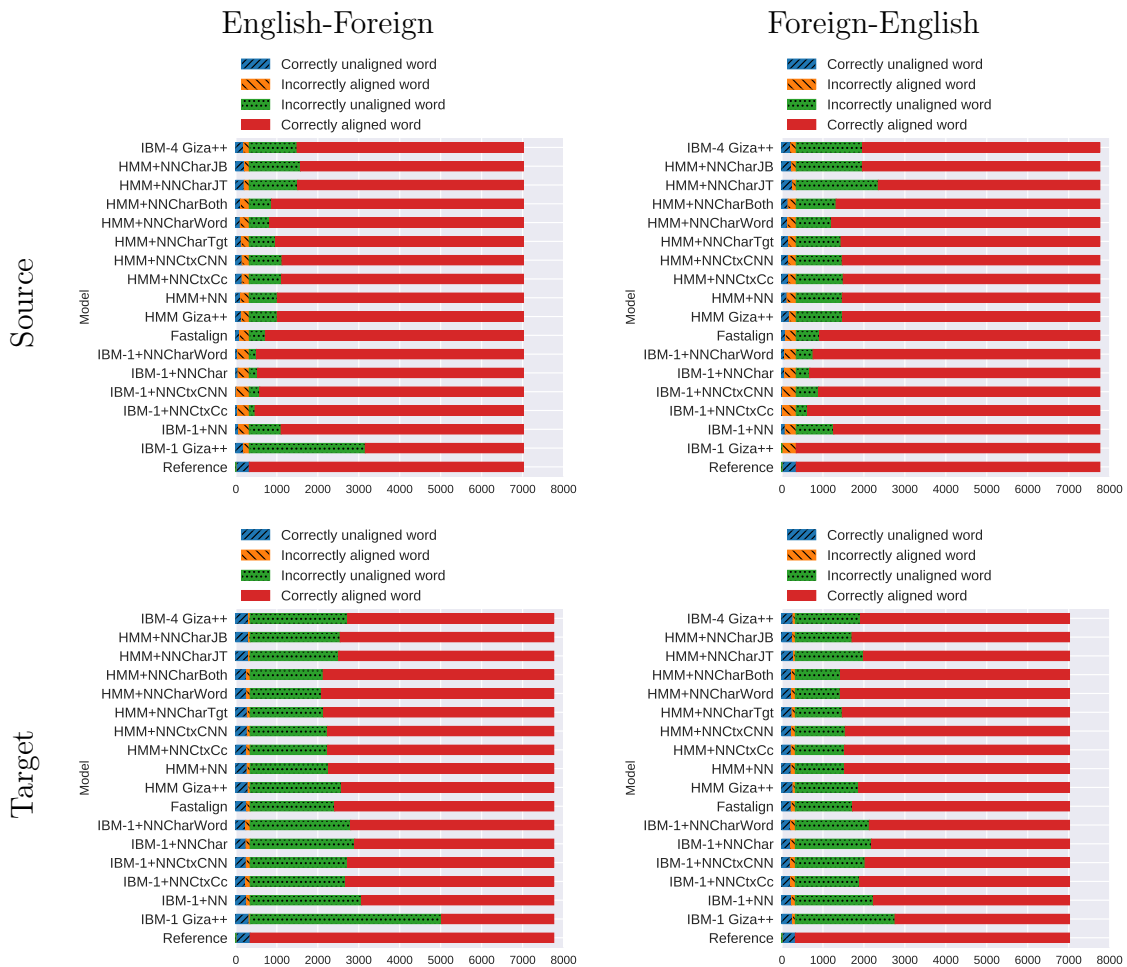 English-Foreign
Foreign-English
Source
Correctly unaligned word
Incorrectly aligned word
Incorrectly unaligned word
Correctly aligned word
Model
IBM-4 Giza++
HMM+NNCharJB
HMM+NNCharJT
HMM+NNCharBoth
HMM+NNCharWord
HMM+NNCharTgt
HMM+NNCtxCNN
HMM+NNCtxCc
HMM+NN
HMM Giza++
Fastalign
IBM-1+NNCharWord
IBM-1+NNChar
IBM-1+NNCtxCNN
IBM-1+NNCtxCc
IBM-1+NN
IBM-1 Giza++
Reference
0 1000 2000 3000 4000 5000 6000 7000 8000
Correctly unaligned word
Incorrectly aligned word
Incorrectly unaligned word
Correctly aligned word
Model
IBM-4 Giza++
HMM+NNCharJB
HMM+NNCharJT
HMM+NNCharBoth
HMM+NNCharWord
HMM+NNCharTgt
HMM+NNCtxCNN
HMM+NNCtxCc
HMM+NN
HMM Giza++
Fastalign
IBM-1+NNCharWord
IBM-1+NNChar
IBM-1+NNCtxCNN
IBM-1+NNCtxCc
IBM-1+NN
IBM-1 Giza++
Reference
0 1000 2000 3000 4000 5000 6000 7000 8000
Target
Correctly unaligned word
Incorrectly aligned word
Incorrectly unaligned word
Correctly aligned word
Model
IBM-4 Giza++
HMM+NNCharJB
HMM+NNCharJT
HMM+NNCharBoth
HMM+NNCharWord
HMM+NNCharTgt
HMM+NNCtxCNN
HMM+NNCtxCc
HMM+NN
HMM Giza++
Fastalign
IBM-1+NNCharWord
IBM-1+NNChar
IBM-1+NNCtxCNN
IBM-1+NNCtxCc
IBM-1+NN
IBM-1 Giza++
Reference
0 1000 2000 3000 4000 5000 6000 7000 8000
Correctly unaligned word
Incorrectly aligned word
Incorrectly unaligned word
Correctly aligned word
Model
IBM-4 Giza++
HMM+NNCharJB
HMM+NNCharJT
HMM+NNCharBoth
HMM+NNCharWord
HMM+NNCharTgt
HMM+NNCtxCNN
HMM+NNCtxCc
HMM+NN
HMM Giza++
Fastalign
IBM-1+NNCharWord
IBM-1+NNChar
IBM-1+NNCtxCNN
IBM-1+NNCtxCc
IBM-1+NN
IBM-1 Giza++
Reference
0 1000 2000 3000 4000 5000 6000 7000 8000